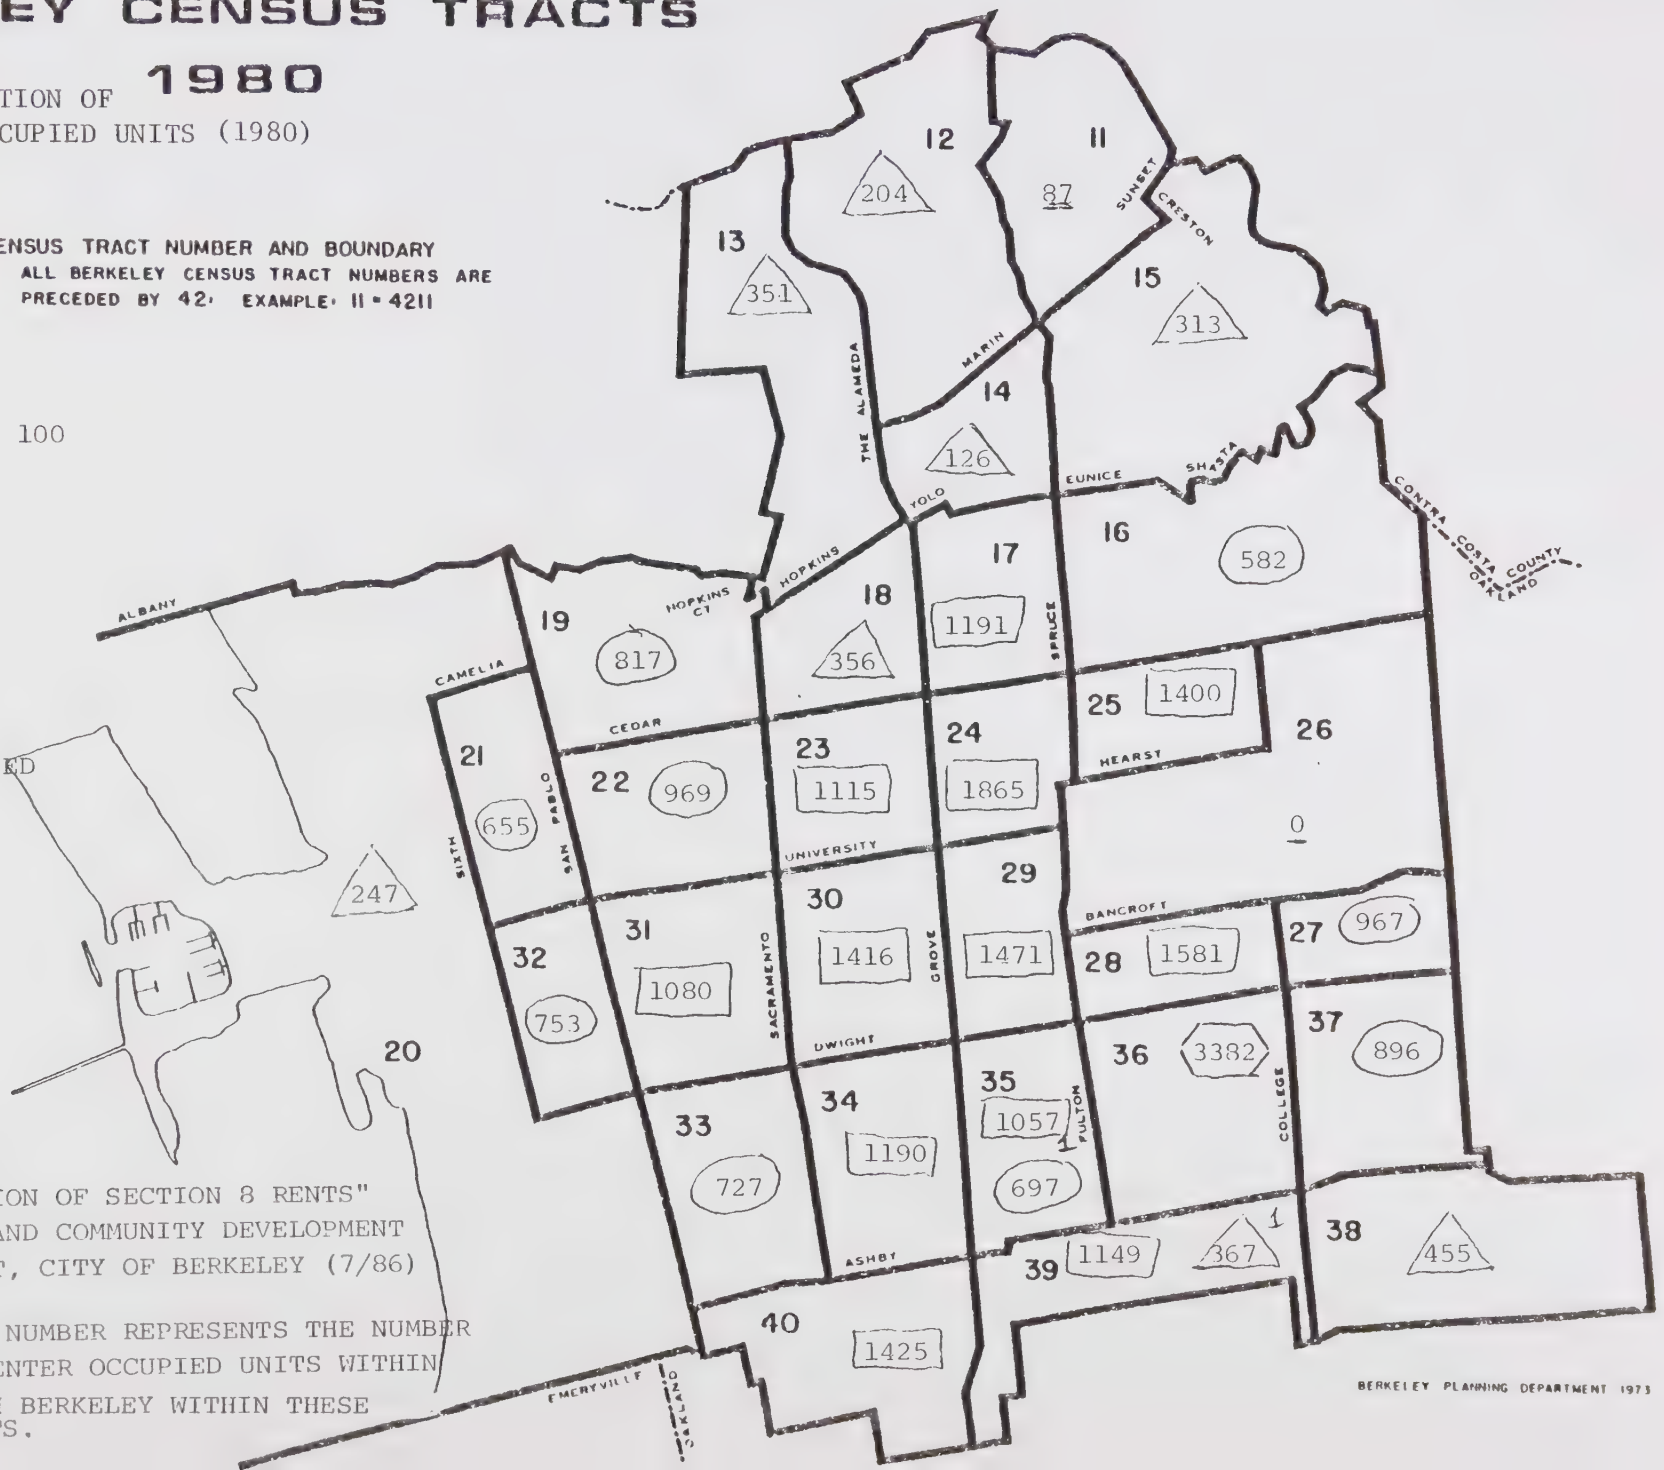 EY CENSUS TRACTS
1980
TION OF
CUPIED UNITS (1980)
ENSUS TRACT NUMBER AND BOUNDARY
ALL BERKELEY CENSUS TRACT NUMBERS ARE
PRECEDED BY 42. EXAMPLE: 11 = 4211
100
ED
12
204
11
87
SUNSET
CRESTON
13
351
15
313
THE ALAMEDA
MARIN
14
126
YOLO
EUNICE
SHASTA
CONTRA COSTA COUNTY
OAKLAND
16
582
17
1191
SPRUCE
HOPKINS
HOPKINS
CT
18
356
ALBANY
19
817
CAMELIA
CEDAR
25
1400
HEARST
26
0
21
655
SIXTH
SAN PABLO
22
969
23
1115
24
1865
UNIVERSITY
247
29
1471
30
1416
GROVE
SACRAMENTO
31
1080
32
753
BANCROFT
28
1581
27
967
DWIGHT
20
36
3382
37
896
COLLEGE
FULTON
35
1057
1
697
34
1190
33
727
ASHBY
39
1149
367
1
38
455
40
1425
EMERYVILLE
OAKLAND
ION OF SECTION 8 RENTS"
AND COMMUNITY DEVELOPMENT
T, CITY OF BERKELEY (7/86)
NUMBER REPRESENTS THE NUMBER
ENTER OCCUPIED UNITS WITHIN
BERKELEY WITHIN THESE
TS.
BERKELEY PLANNING DEPARTMENT 1973